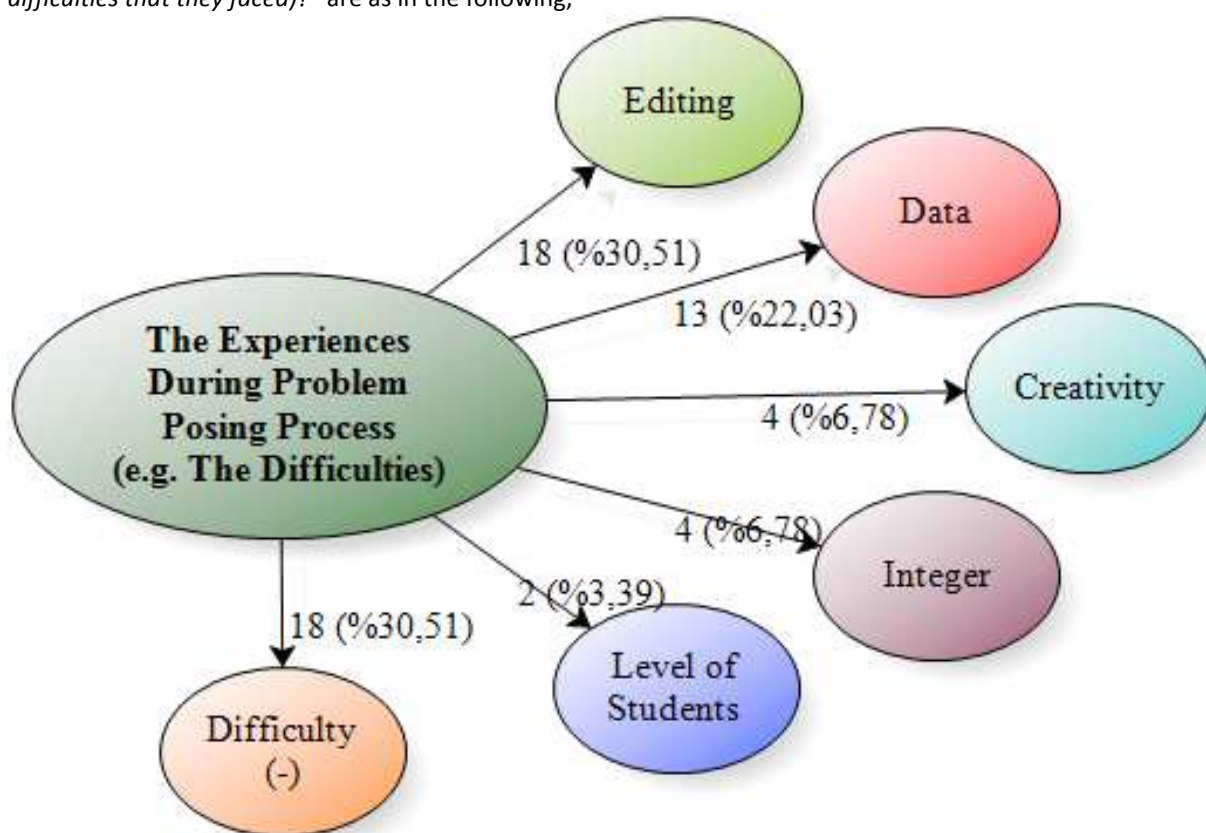 difficulties that they faced)?" are as in the following;
Editing
18 (%30,51)
Data
13 (%22,03)
The Experiences
During Problem
Posing Process
(e.g. The Difficulties)
Creativity
4 (%6,78)
4 (%6,78)
Integer
2 (%3,39)
Level of
Students
18 (%30,51)
Difficulty
(-)